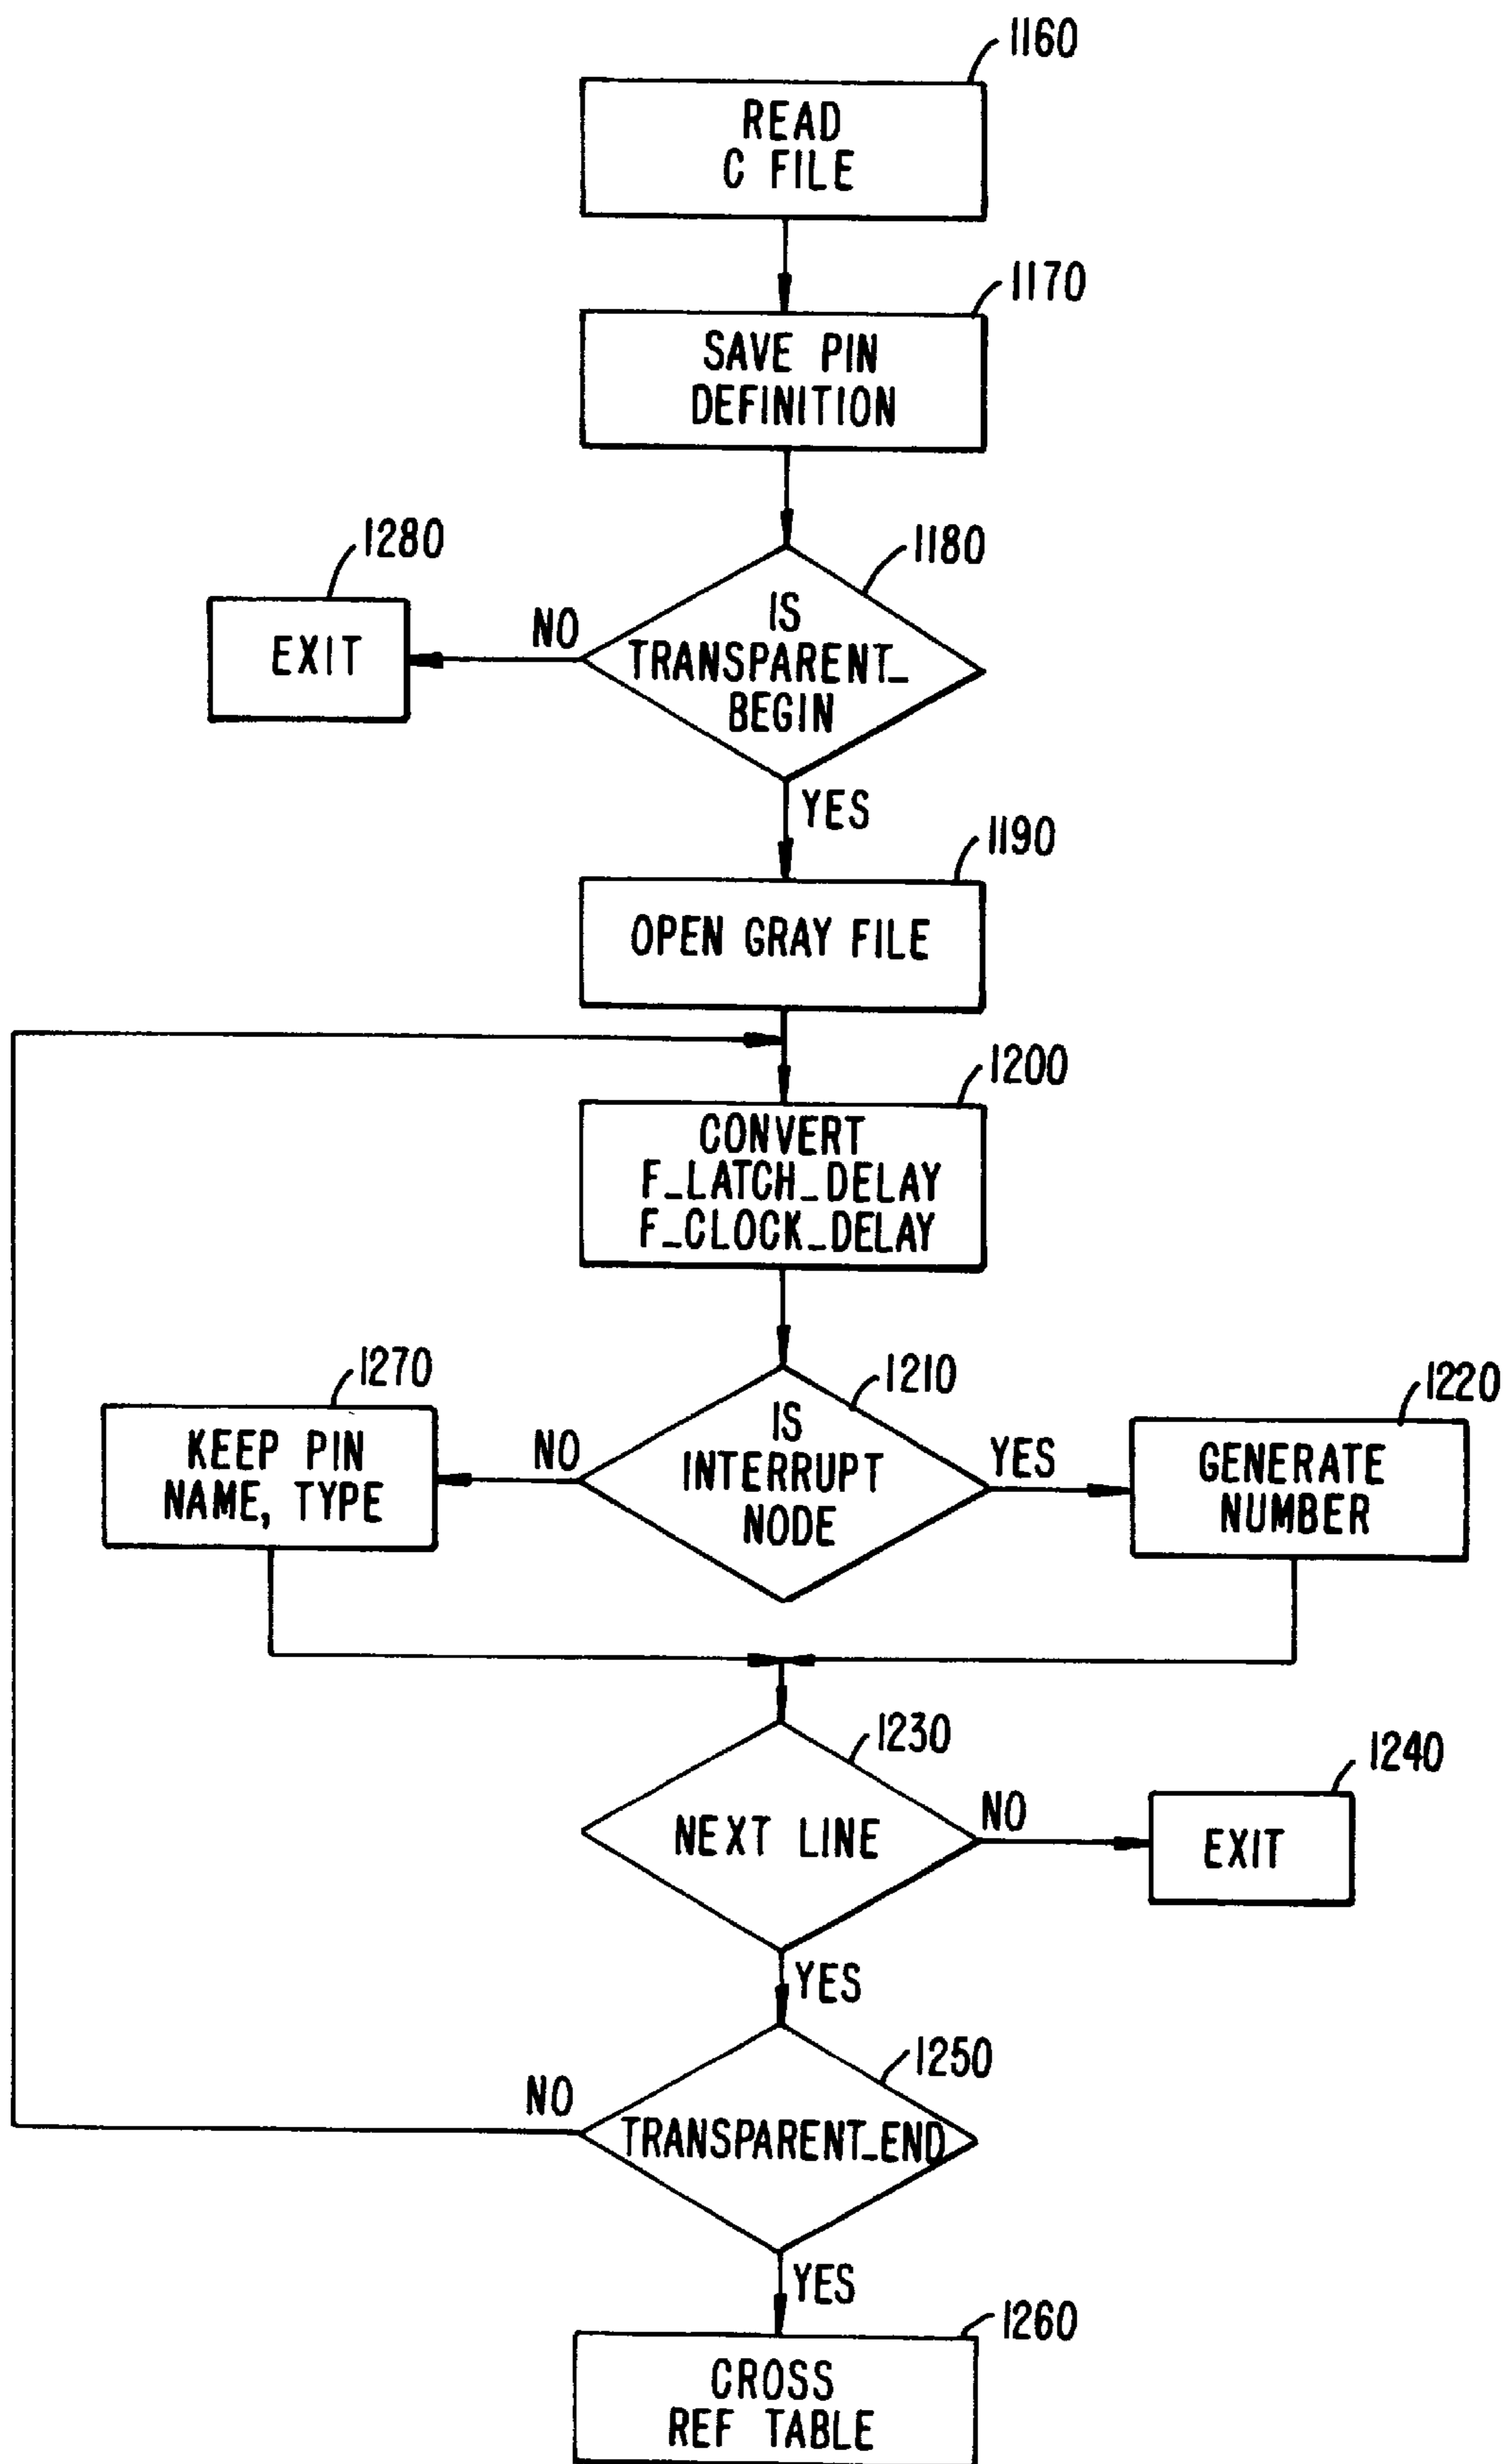 1160
READ
C FILE
1170
SAVE PIN
DEFINITION
1280
EXIT
NO
1180
IS
TRANSPARENT_
BEGIN
YES
1190
OPEN GRAY FILE
1200
CONVERT
F_LATCH_DELAY
F_CLOCK_DELAY
1270
KEEP PIN
NAME, TYPE
NO
1210
IS
INTERRUPT
NODE
YES
1220
GENERATE
NUMBER
1230
NEXT LINE
NO
1240
EXIT
YES
1250
NO
TRANSPARENT_END
YES
1260
CROSS
REF TABLE